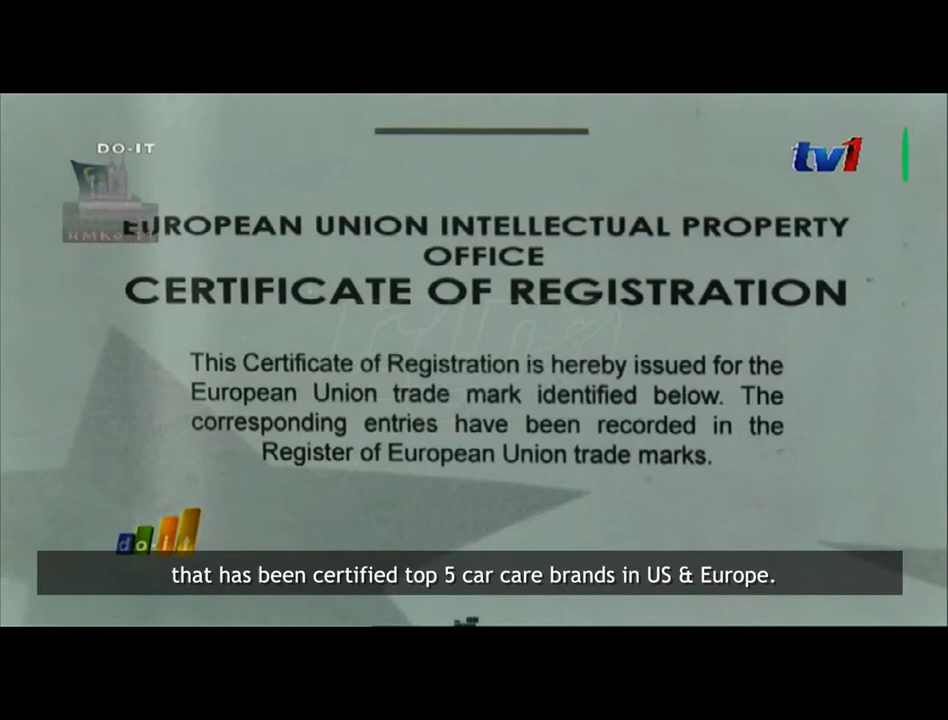 DO-IT
tv1
EUROPEAN UNION INTELLECTUAL PROPERTY
OFFICE
CERTIFICATE OF REGISTRATION
This Certificate of Registration is hereby issued for the
European Union trade mark identified below. The
corresponding entries have been recorded in the
Register of European Union trade marks.
do-it
that has been certified top 5 car care brands in US & Europe.